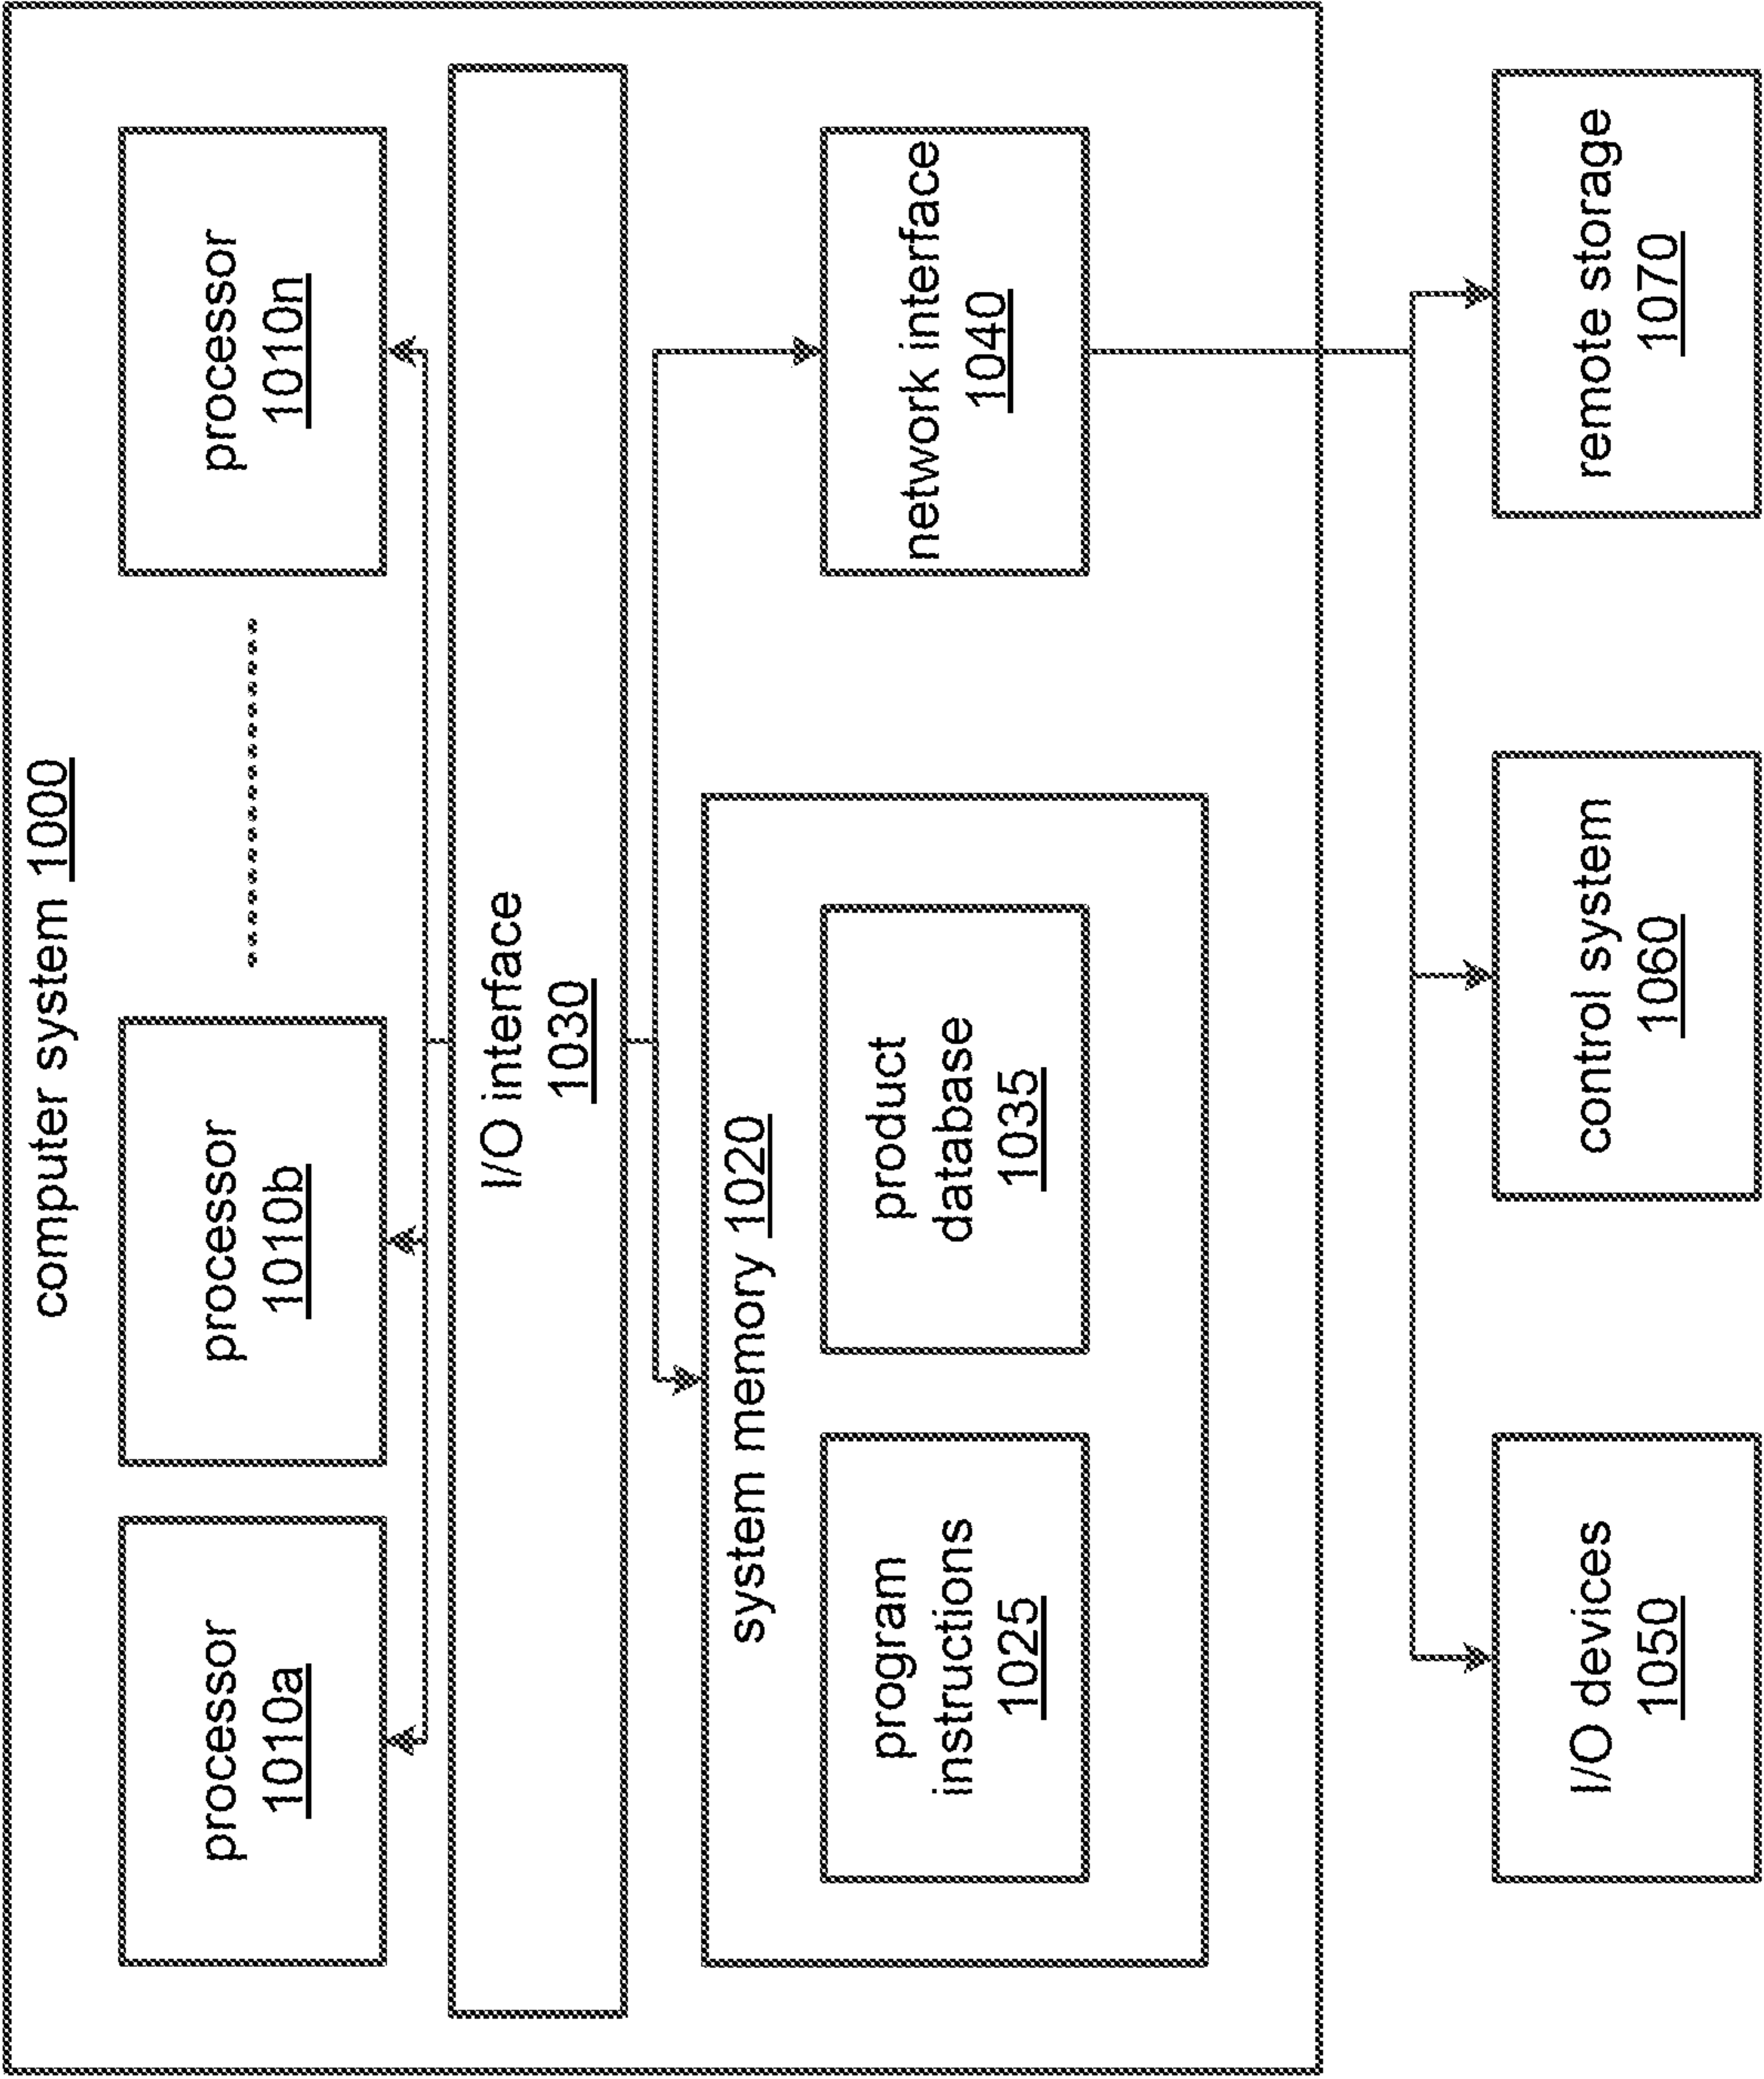 computer system 1000
processor
1010a
processor
1010b
processor
1010n
I/O interface
1030
system memory 1020
program
instructions
1025
product
database
1035
network interface
1040
I/O devices
1050
control system
1060
remote storage
1070